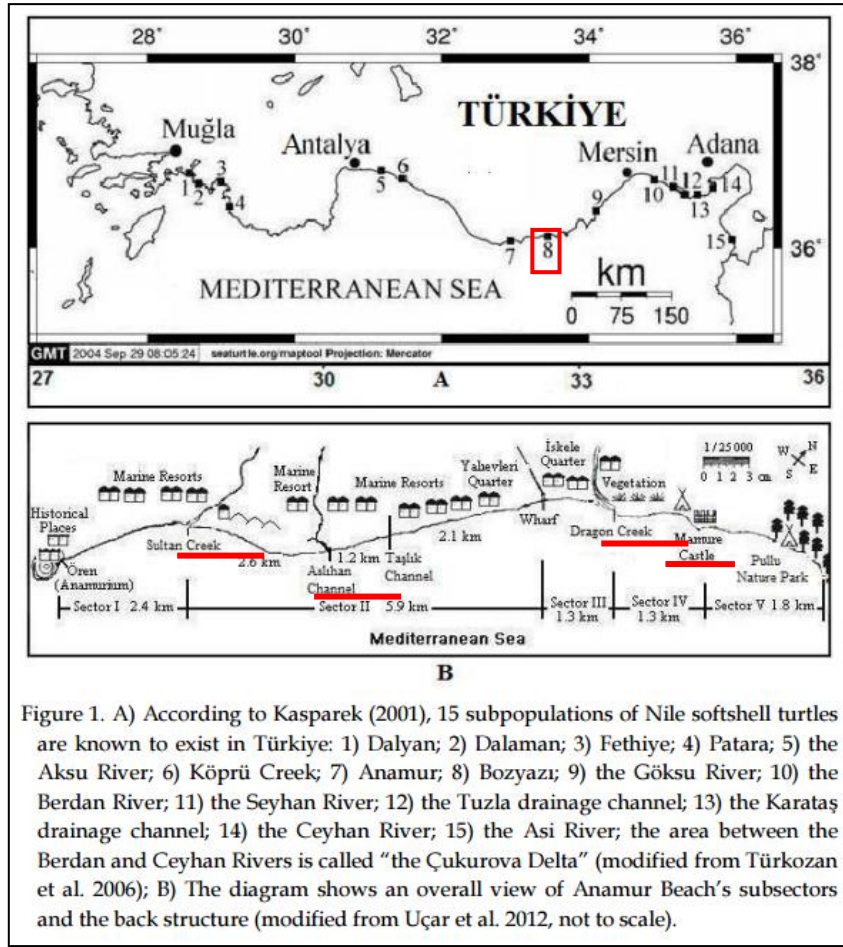 28° 30° 32° 34° 36°
38°
TÜRKİYE
Muğla
Antalya
Mersin
Adana
1 2 3 4 5 6 7 8 9 10 11 12 13 14 15
36°
MEDITERRANEAN SEA
km
0 75 150
GMT 2004 Sep 29 08:05:24 seaturtle.org/maptool Projection: Mercator
27 30 A 33 36
1/25 000
0 1 2 3 cm
W N
S E
Marine Resorts
Marine Resort
Marine Resorts
Yalıevleri Quarter
İskele Quarter
Vegetation
Historical Places
Ören (Anamurium)
Sultan Creek
2.6 km
Aslıhan Channel
1.2 km
Taşlık Channel
2.1 km
Wharf
Dragon Creek
Mamure Castle
Pullu Nature Park
Sector I 2.4 km
Sector II 5.9 km
Sector III 1.3 km
Sector IV 1.3 km
Sector V 1.8 km
Mediterranean Sea
B
Figure 1. A) According to Kasparek (2001), 15 subpopulations of Nile softshell turtles
are known to exist in Türkiye: 1) Dalyan; 2) Dalaman; 3) Fethiye; 4) Patara; 5) the
Aksu River; 6) Köprü Creek; 7) Anamur; 8) Bozyazı; 9) the Göksu River; 10) the
Berdan River; 11) the Seyhan River; 12) the Tuzla drainage channel; 13) the Karataş
drainage channel; 14) the Ceyhan River; 15) the Asi River; the area between the
Berdan and Ceyhan Rivers is called “the Çukurova Delta” (modified from Türkozan
et al. 2006); B) The diagram shows an overall view of Anamur Beach’s subsectors
and the back structure (modified from Uçar et al. 2012, not to scale).